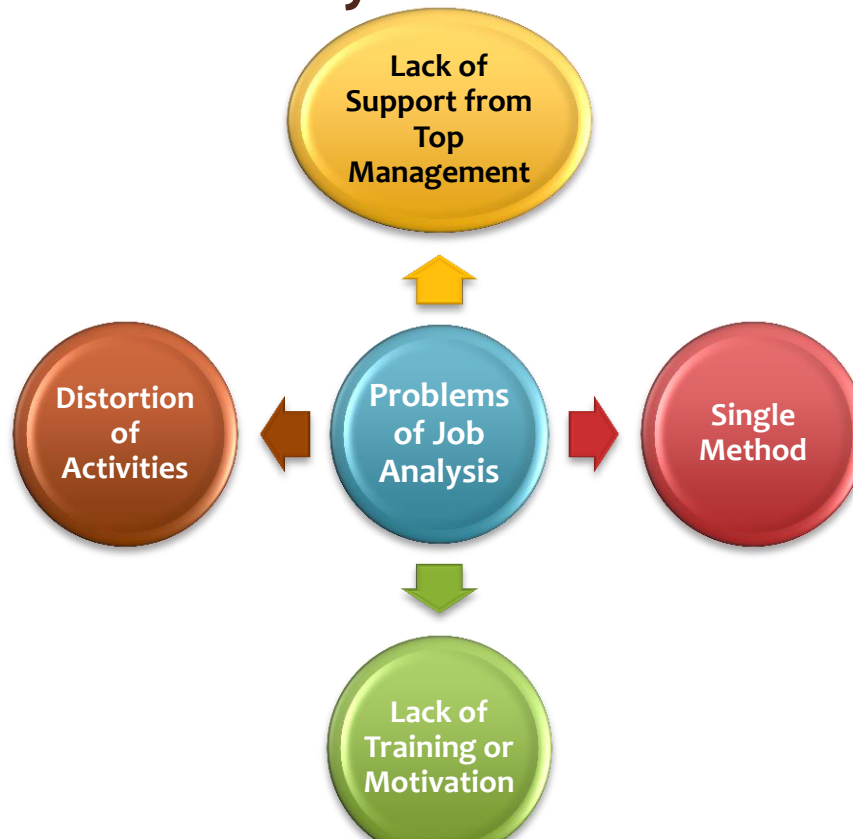 Lack of
Support from
Top
Management
Distortion
of
Activities
Problems
of Job
Analysis
Single
Method
Lack of
Training or
Motivation